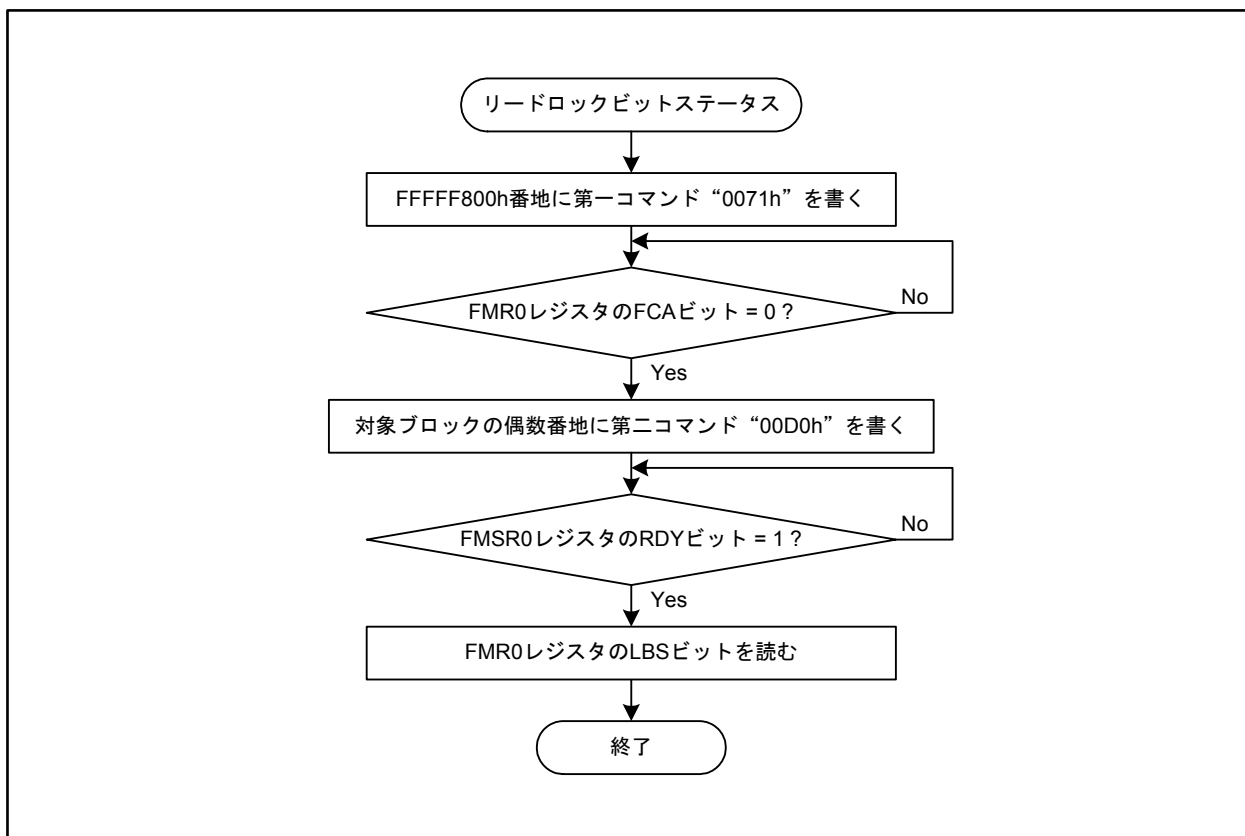 リードロックビットステータス
FFFFF800h番地に第一コマンド“0071h”を書く
FMR0レジスタのFCAビット = 0 ?
No
Yes
対象ブロックの偶数番地に第二コマンド“00D0h”を書く
FMSR0レジスタのRDYビット = 1 ?
No
Yes
FMR0レジスタのLBSビットを読む
終了